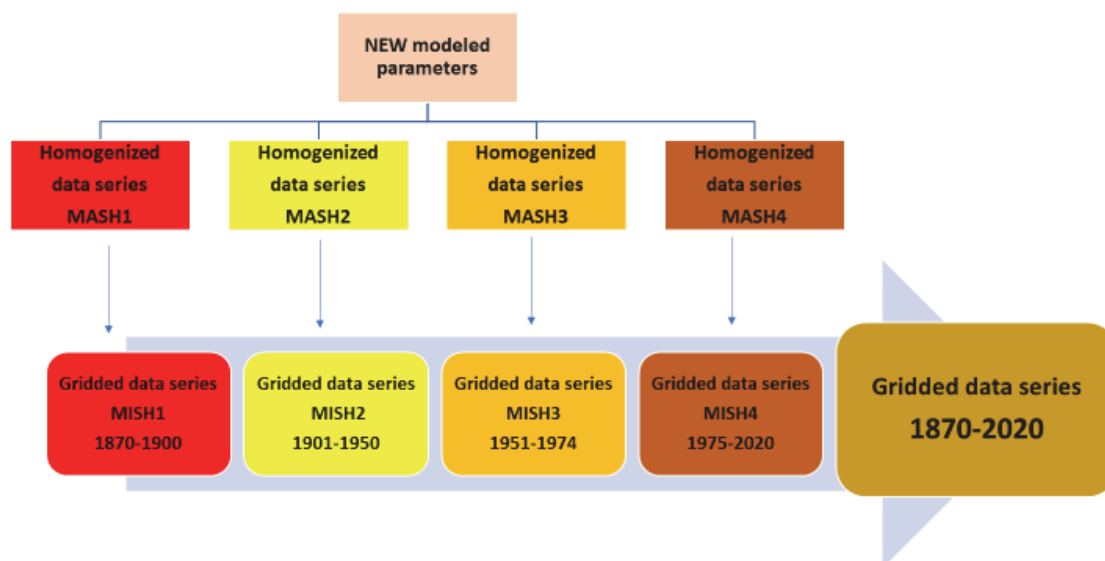 NEW modeled
parameters
Homogenized
data series
MASH1
Homogenized
data series
MASH2
Homogenized
data series
MASH3
Homogenized
data series
MASH4
Gridded data series
MISH1
1870-1900
Gridded data series
MISH2
1901-1950
Gridded data series
MISH3
1951-1974
Gridded data series
MISH4
1975-2020
Gridded data series
1870-2020